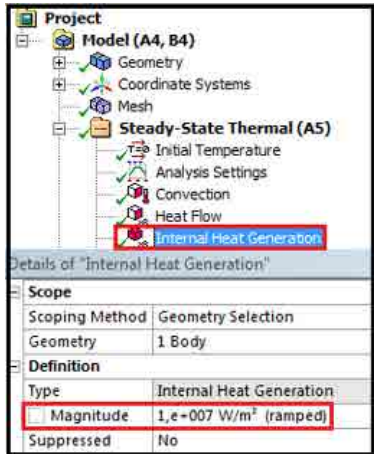 Project
Model (A4, B4)
Geometry
Coordinate Systems
Mesh
Steady-State Thermal (A5)
T=0 Initial Temperature
Analysis Settings
Convection
Heat Flow
Internal Heat Generation
Details of "Internal Heat Generation"
Scope
Scoping Method Geometry Selection
Geometry 1 Body
Definition
Type Internal Heat Generation
Magnitude 1,e+007 W/m³ (ramped)
Suppressed No